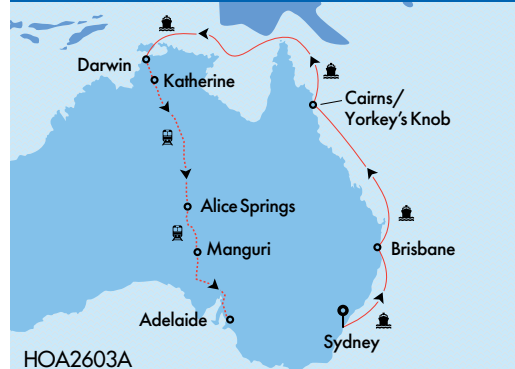 Darwin
Katherine
Cairns/
Yorkey's Knob
Alice Springs
Manguri
Brisbane
Adelaide
Sydney
HOA2603A